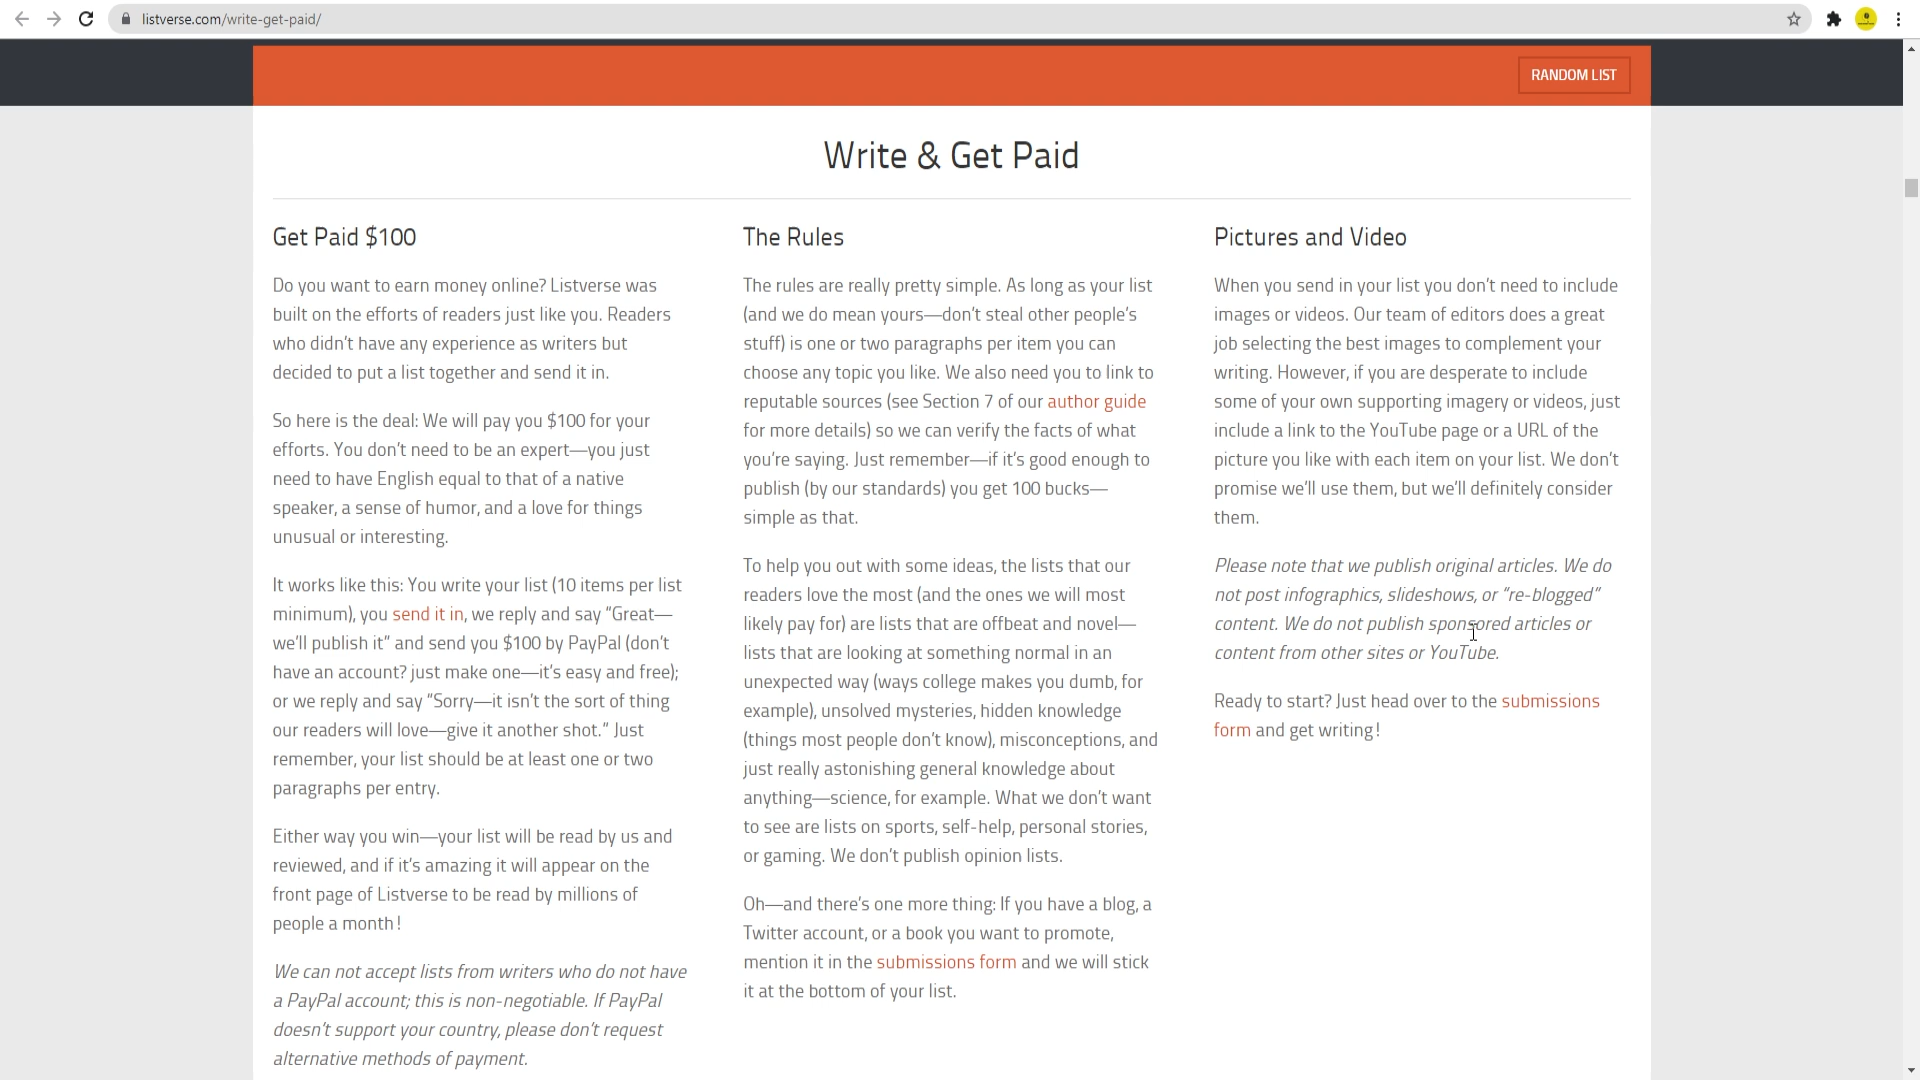 listverse.com/write-get-paid/
RANDOM LIST
Write & Get Paid
Get Paid $100
Do you want to earn money online? Listverse was
built on the efforts of readers just like you. Readers
who didn’t have any experience as writers but
decided to put a list together and send it in.
So here is the deal: We will pay you $100 for your
efforts. You don’t need to be an expert—you just
need to have English equal to that of a native
speaker, a sense of humor, and a love for things
unusual or interesting.
It works like this: You write your list (10 items per list
minimum), you send it in, we reply and say “Great—
we’ll publish it” and send you $100 by PayPal (don’t
have an account? just make one—it’s easy and free);
or we reply and say “Sorry—it isn’t the sort of thing
our readers will love—give it another shot.” Just
remember, your list should be at least one or two
paragraphs per entry.
Either way you win—your list will be read by us and
reviewed, and if it’s amazing it will appear on the
front page of Listverse to be read by millions of
people a month!
We can not accept lists from writers who do not have
a PayPal account; this is non-negotiable. If PayPal
doesn’t support your country, please don’t request
alternative methods of payment.
The Rules
The rules are really pretty simple. As long as your list
(and we do mean yours—don’t steal other people’s
stuff) is one or two paragraphs per item you can
choose any topic you like. We also need you to link to
reputable sources (see Section 7 of our author guide
for more details) so we can verify the facts of what
you’re saying. Just remember—if it’s good enough to
publish (by our standards) you get 100 bucks—
simple as that.
To help you out with some ideas, the lists that our
readers love the most (and the ones we will most
likely pay for) are lists that are offbeat and novel—
lists that are looking at something normal in an
unexpected way (ways college makes you dumb, for
example), unsolved mysteries, hidden knowledge
(things most people don’t know), misconceptions, and
just really astonishing general knowledge about
anything—science, for example. What we don’t want
to see are lists on sports, self-help, personal stories,
or gaming. We don’t publish opinion lists.
Oh—and there’s one more thing: If you have a blog, a
Twitter account, or a book you want to promote,
mention it in the submissions form and we will stick
it at the bottom of your list.
Pictures and Video
When you send in your list you don’t need to include
images or videos. Our team of editors does a great
job selecting the best images to complement your
writing. However, if you are desperate to include
some of your own supporting imagery or videos, just
include a link to the YouTube page or a URL of the
picture you like with each item on your list. We don’t
promise we’ll use them, but we’ll definitely consider
them.
Please note that we publish original articles. We do
not post infographics, slideshows, or “re-blogged”
content. We do not publish sponsored articles or
content from other sites or YouTube.
Ready to start? Just head over to the submissions
form and get writing!